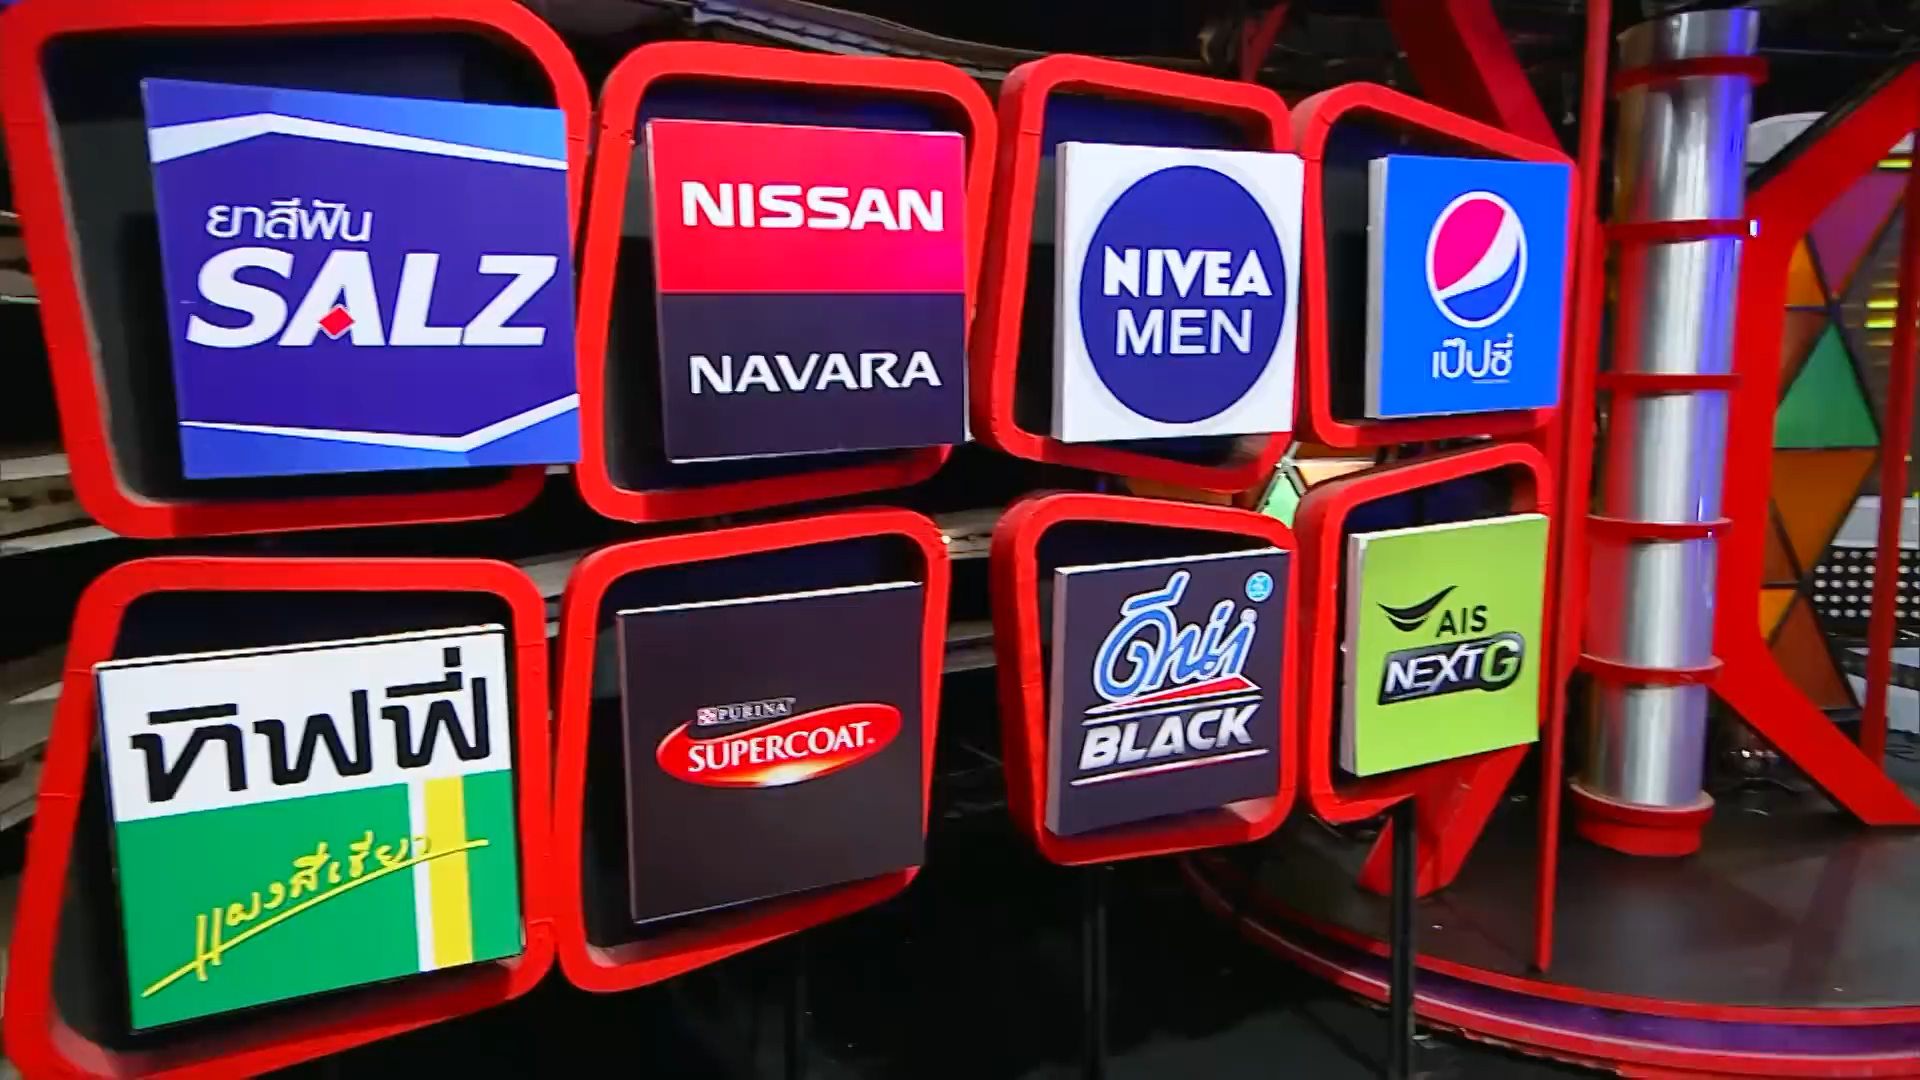 ยาสีฟัน
SALZ
NISSAN
NAVARA
NIVEA
MEN
เป๊ปซี่
ทิฟฟี่
แผงสีเขียว
PURINA
SUPERCOAT
ดีน่า
BLACK
AIS
NEXT G